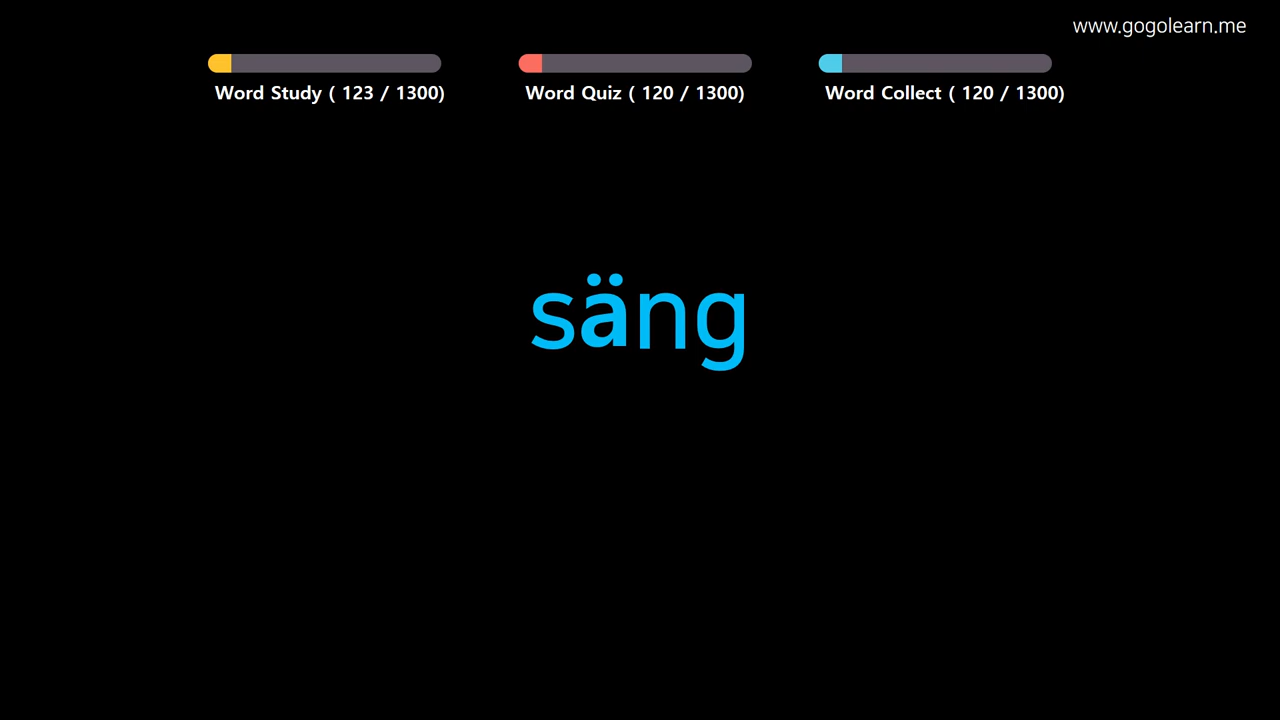 www.gogolearn.me
Word Study ( 123 / 1300)
Word Quiz ( 120 / 1300)
Word Collect ( 120 / 1300)
säng